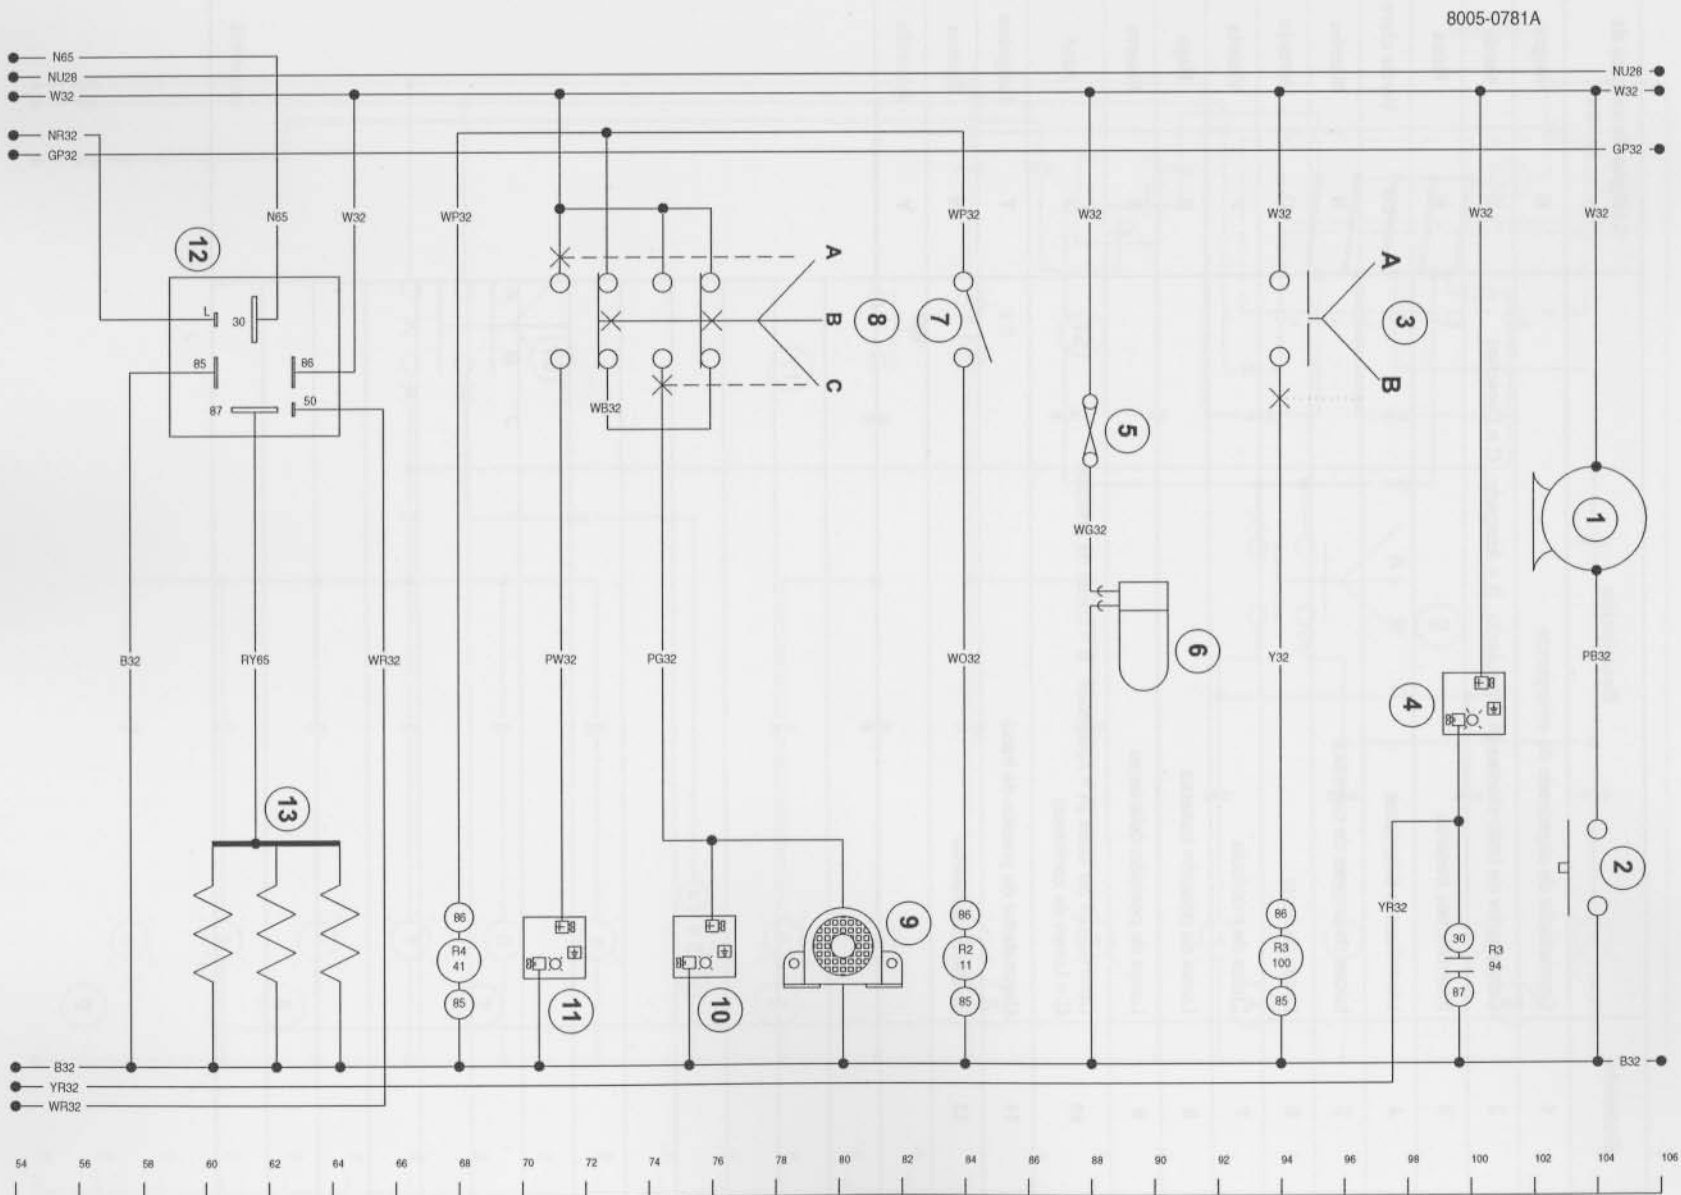 8005-0781A
N65
NU28 NU28
W32 W32
NR32
GP32 GP32
N65 W32 WP32 WP32 W32 W32 W32 W32
12
A
A
L 30
B 8 7 3
85 86
C
B
87 50
WB32
5
WG32
1
B32 RY65 WR32 PW32 PG32 WO32 6 Y32 PB32
4
13
2
YR32
9
86 86 86
R4 R2 R3 30 R3
41 11 100 94
85 85 85 87
11 10
B32 B32
YR32
WR32
54 56 58 60 62 64 66 68 70 72 74 76 78 80 82 84 86 88 90 92 94 96 98 100 102 104 106